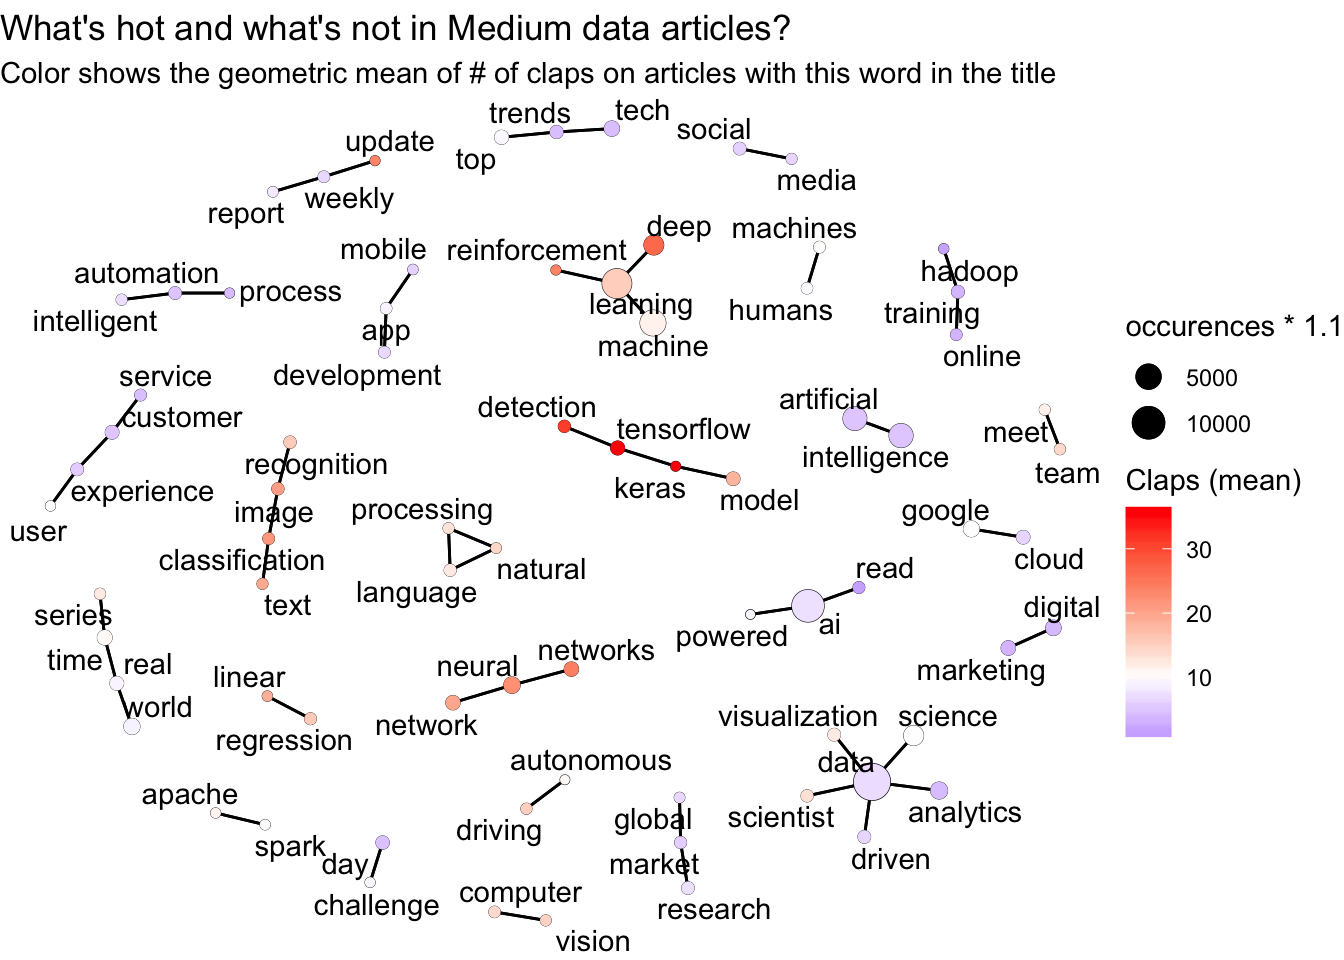 What's hot and what's not in Medium data articles?
Color shows the geometric mean of # of claps on articles with this word in the title
trends
tech
top
social
media
update
weekly
report
mobile
app
development
reinforcement
deep
learning
machine
machines
humans
hadoop
training
online
automation
process
intelligent
service
customer
experience
user
recognition
image
classification
text
detection
tensorflow
keras
model
artificial
intelligence
meet
team
processing
natural
language
google
cloud
read
ai
powered
digital
marketing
series
time
real
world
linear
regression
neural
networks
network
visualization
science
data
scientist
analytics
driven
autonomous
driving
apache
spark
day
challenge
global
market
research
computer
vision
occurences * 1.1
5000
10000
Claps (mean)
30
20
10